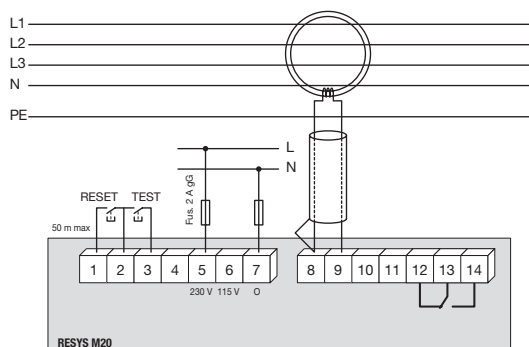 L1
L2
L3
N
PE
L
N
Fus. 2 A gG
RESET TEST
50 m max
1 2 3 4 5 6 7 8 9 10 11 12 13 14
230 V 115 V O
RESYS M20